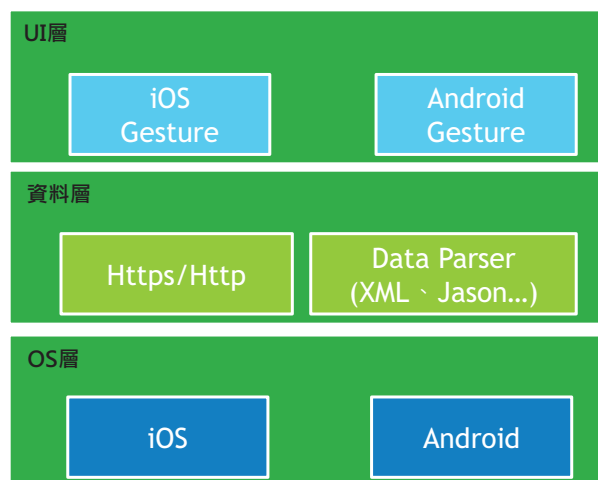 UI層
iOS
Gesture
Android
Gesture
資料層
Https/Http
Data Parser
(XML、Jason…)
OS層
iOS
Android